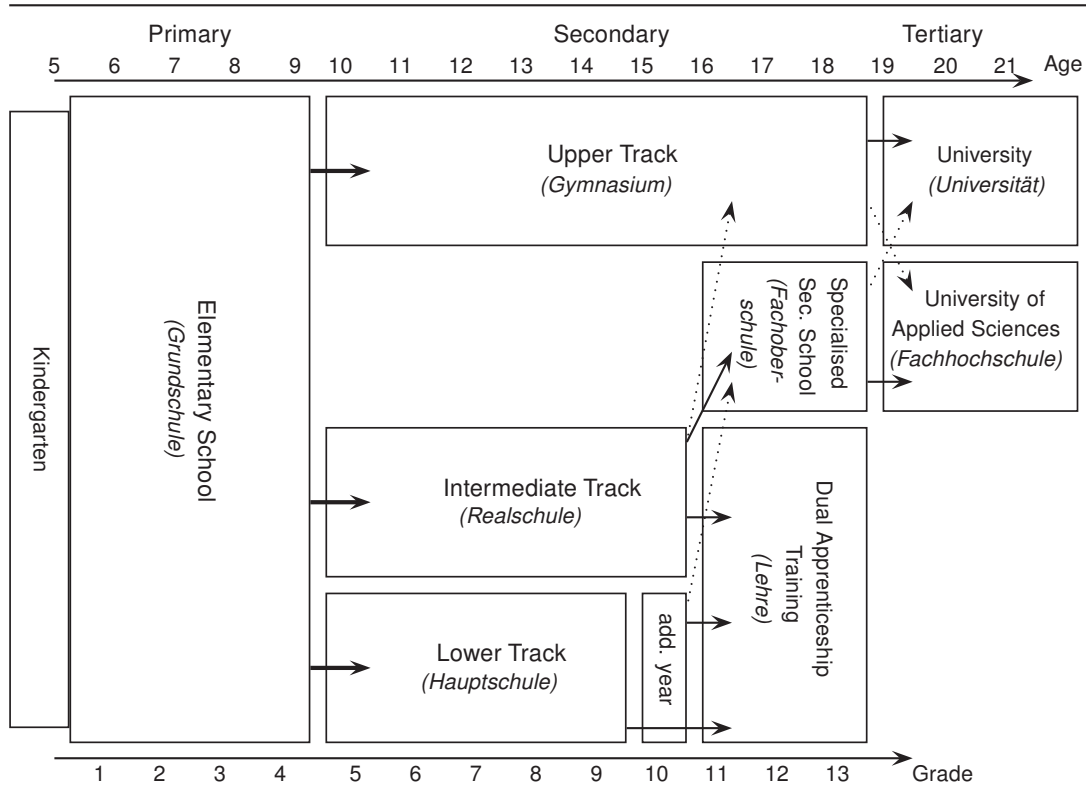 Primary Secondary Tertiary
5 6 7 8 9 10 11 12 13 14 15 16 17 18 19 20 21 Age
Kindergarten
Elementary School
(Grundschule)
Upper Track
(Gymnasium)
University
(Universität)
Specialised
Sec. School
(Fachober-
schule)
University of
Applied Sciences
(Fachhochschule)
Intermediate Track
(Realschule)
Dual Apprenticeship
Training
(Lehre)
Lower Track
(Hauptschule)
add. year
1 2 3 4 5 6 7 8 9 10 11 12 13 Grade